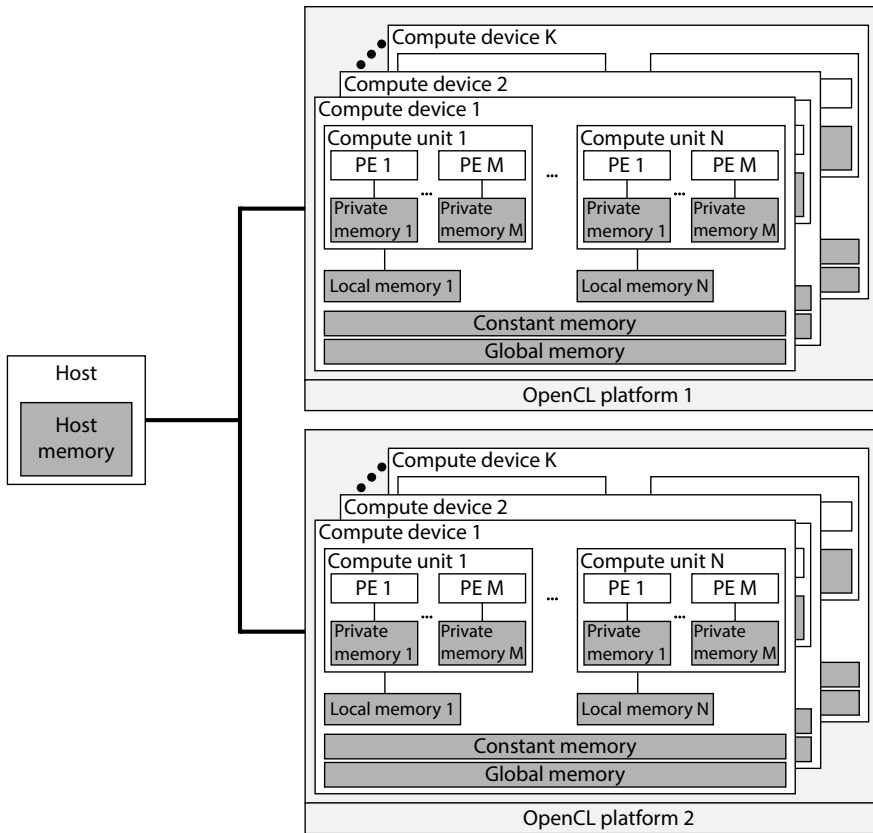 Compute device K
Compute device 2
Compute device 1
Compute unit 1
PE 1
PE M
...
Private
memory 1
Private
memory M
Local memory 1
...
Compute unit N
PE 1
PE M
...
Private
memory 1
Private
memory M
Local memory N
Constant memory
Global memory
OpenCL platform 1
Host
Host
memory
Compute device K
Compute device 2
Compute device 1
Compute unit 1
PE 1
PE M
...
Private
memory 1
Private
memory M
Local memory 1
...
Compute unit N
PE 1
PE M
...
Private
memory 1
Private
memory M
Local memory N
Constant memory
Global memory
OpenCL platform 2